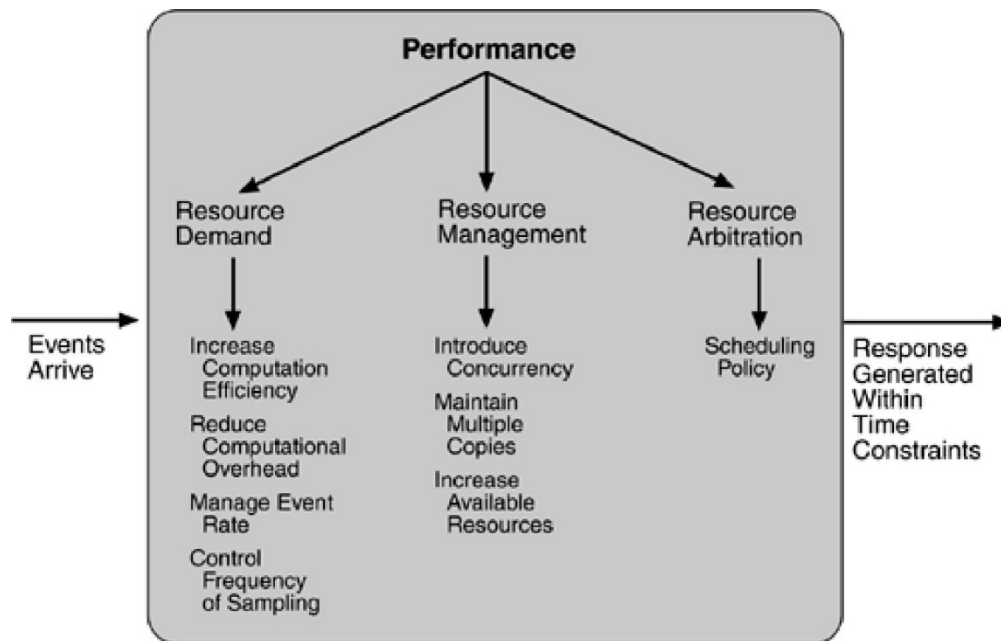 Performance
Resource
Demand
Resource
Management
Resource
Arbitration
Events
Arrive
Increase
Computation
Efficiency
Reduce
Computational
Overhead
Manage Event
Rate
Control
Frequency
of Sampling
Introduce
Concurrency
Maintain
Multiple
Copies
Increase
Available
Resources
Scheduling
Policy
Response
Generated
Within
Time
Constraints